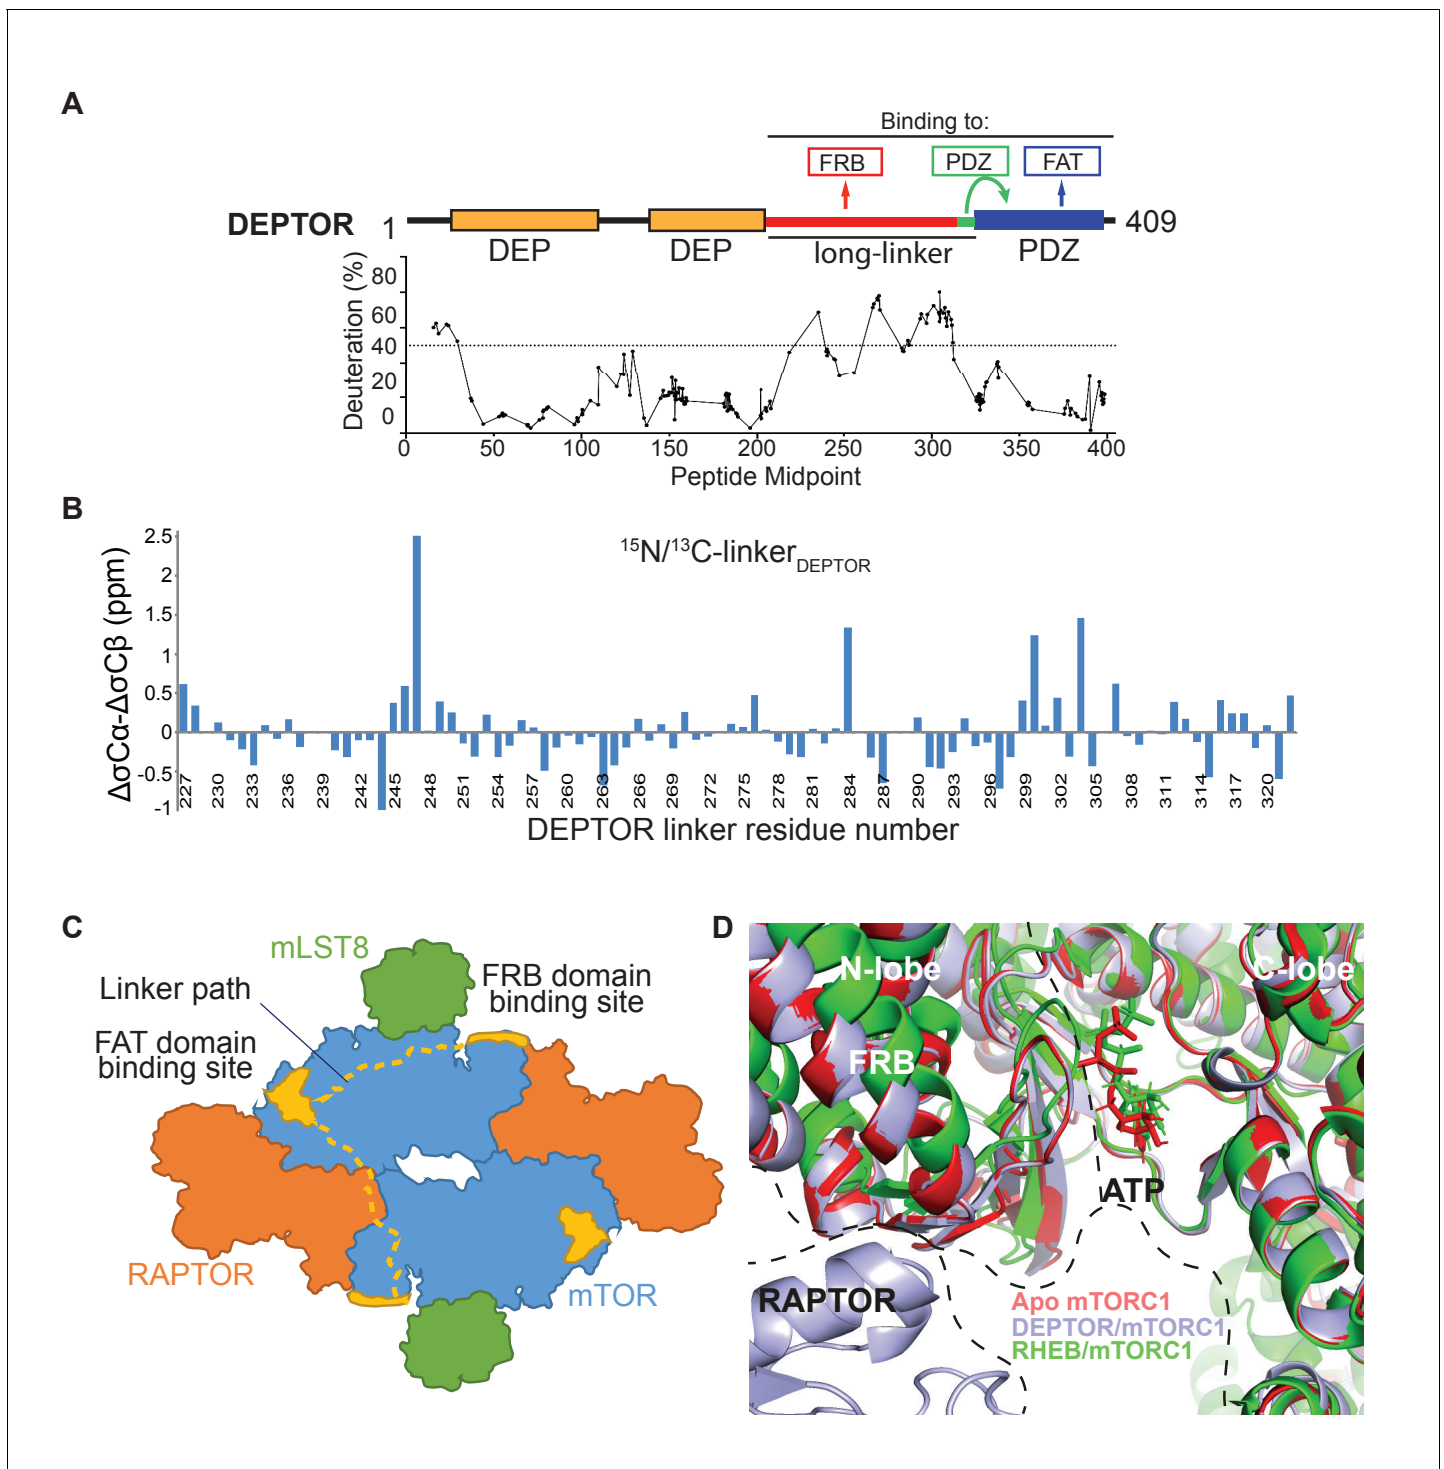 A
Binding to:
FRB
PDZ
FAT
DEPTOR
1
409
DEP
DEP
long-linker
PDZ
Deuteration (%)
80
60
40
20
0
0 50 100 150 200 250 300 350 400
Peptide Midpoint
B
¹⁵N/¹³C-linker DEPTOR
ΔσCα-ΔσCβ (ppm)
2.5
2
1.5
1
0.5
0
-0.5
-1
227 230 233 236 239 242 245 248 251 254 257 260 263 266 269 272 275 278 281 284 287 290 293 296 299 302 305 308 311 314 317 320
DEPTOR linker residue number
C
mLST8
Linker path
FRB domain
binding site
FAT domain
binding site
RAPTOR
mTOR
D
N-lobe
C-lobe
FRB
ATP
RAPTOR
Apo mTORC1
DEPTOR/mTORC1
RHEB/mTORC1